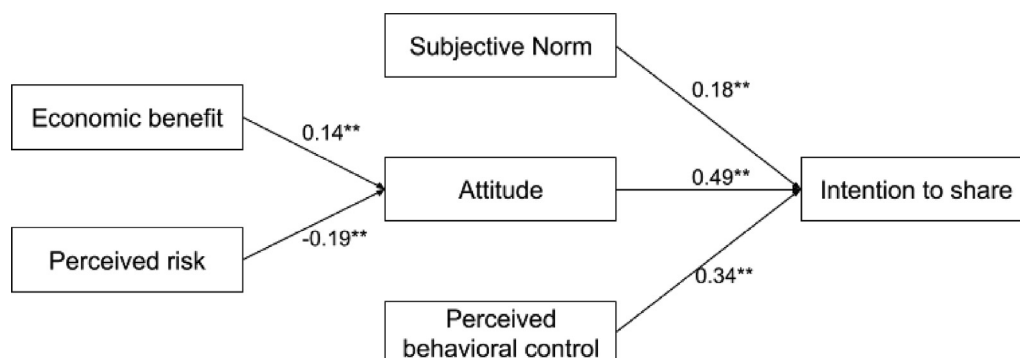 Subjective Norm
Economic benefit
0.18**
0.14**
Attitude
0.49**
Intention to share
-0.19**
Perceived risk
0.34**
Perceived
behavioral control